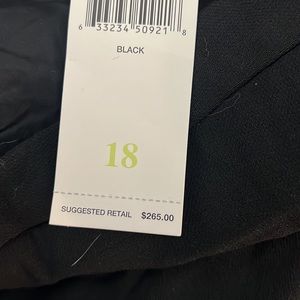 6 33234 50921 8
BLACK
18
SUGGESTED RETAIL $265.00